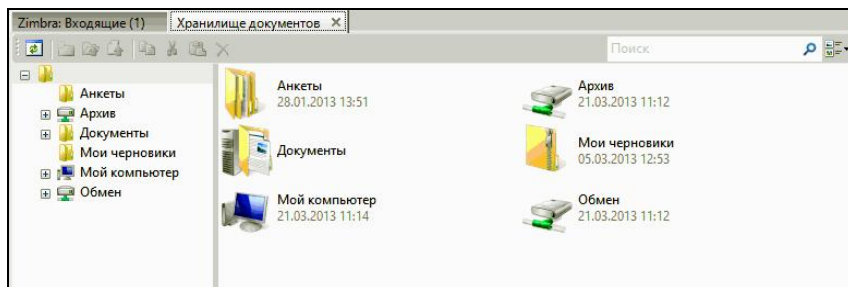 Zimbra: Входящие (1)
Хранилище документов
Поиск
Анкеты
Архив
Документы
Мои черновики
Мой компьютер
Обмен
Анкеты
28.01.2013 13:51
Архив
21.03.2013 11:12
Документы
Мои черновики
05.03.2013 12:53
Мой компьютер
21.03.2013 11:14
Обмен
21.03.2013 11:12